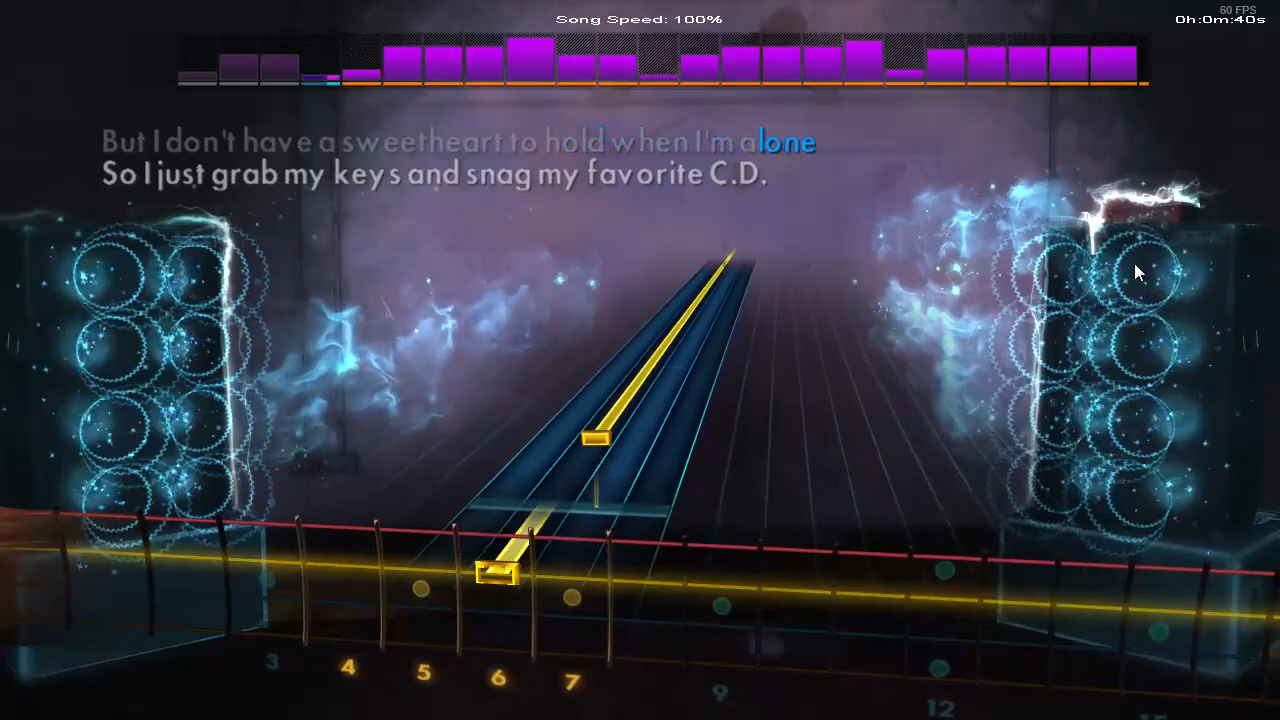 60 FPS
Song Speed: 100%
0h:0m:40s
But I don't have a sweetheart to hold when I'm alone
So I just grab my keys and snag my favorite C.D.
3 4 5 6 7 9 12